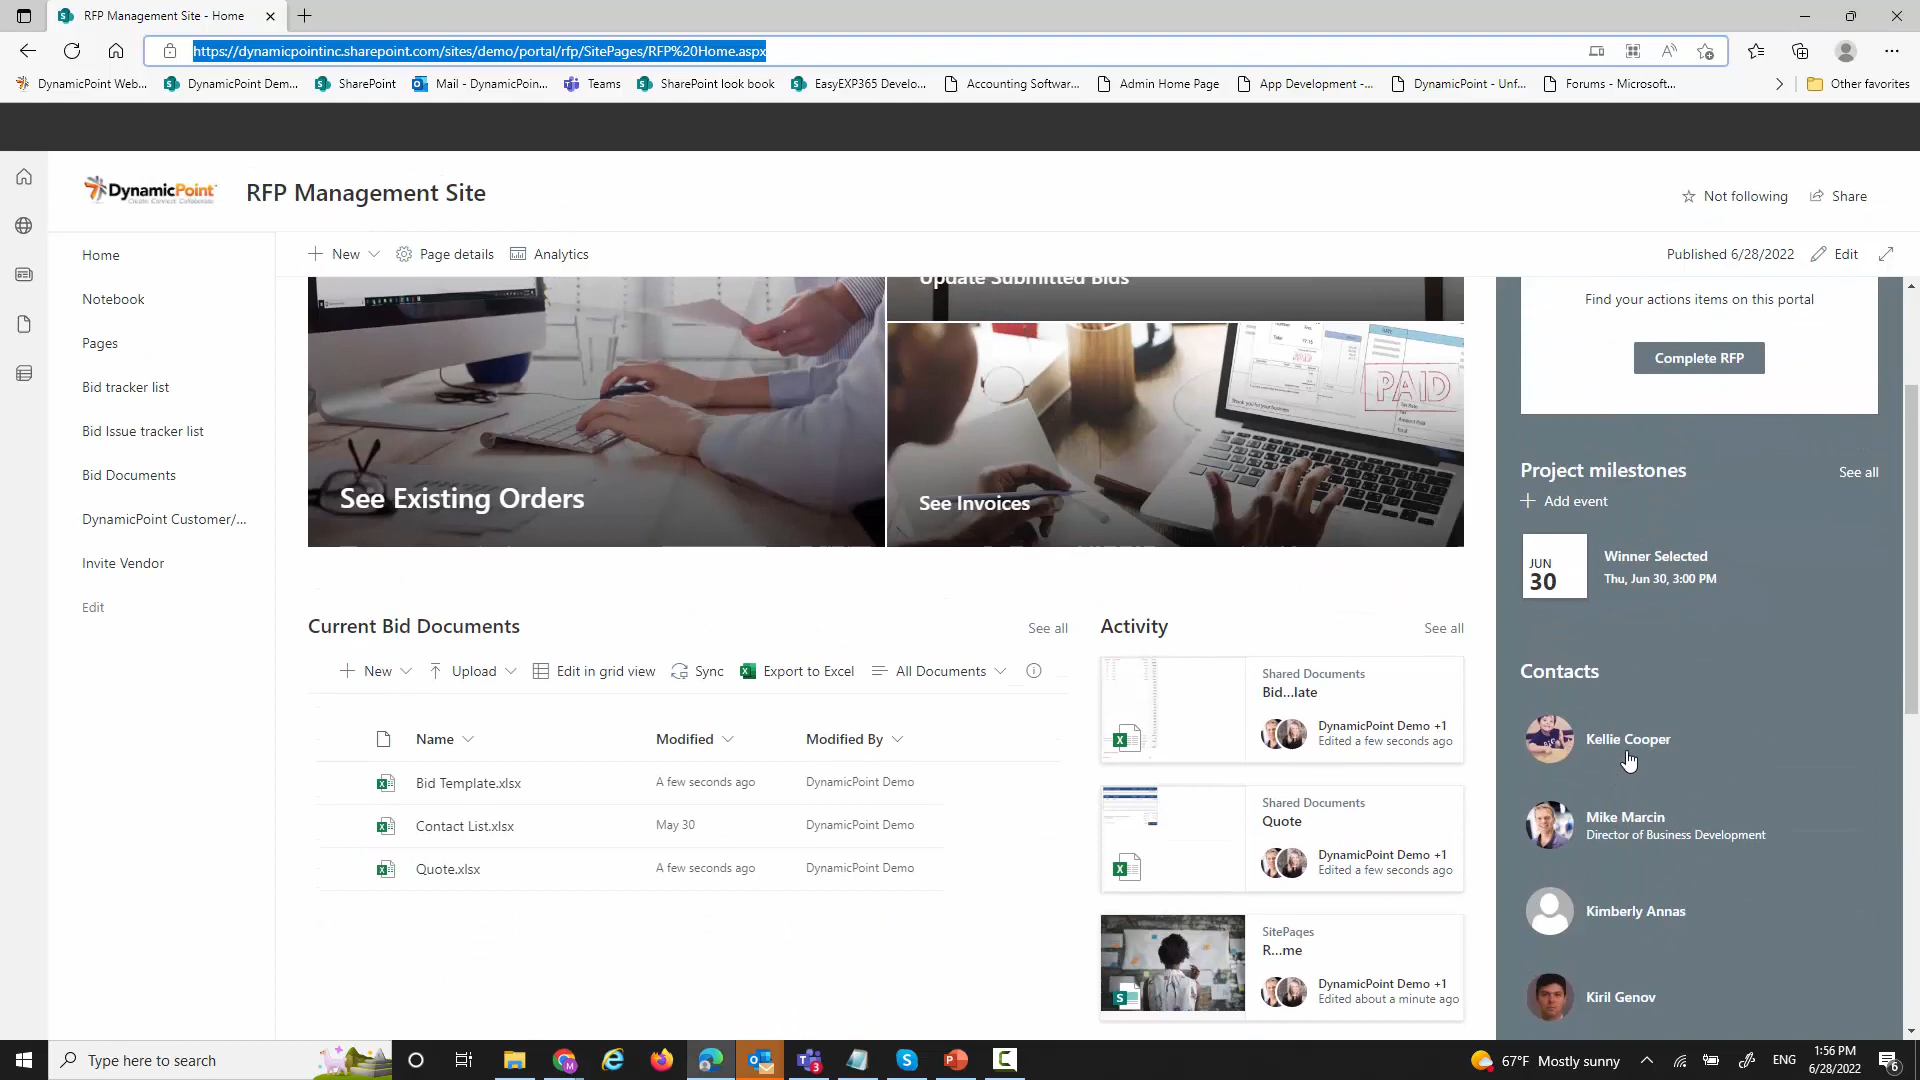 RFP Management Site - Home
https://dynamicpointinc.sharepoint.com/sites/demo/portal/rfp/SitePages/RFP%20Home.aspx
DynamicPoint Web...
DynamicPoint Dem...
SharePoint
Mail - DynamicPoin...
Teams
SharePoint look book
EasyEXP365 Develo...
Accounting Softwar...
Admin Home Page
App Development -...
DynamicPoint - Unf...
Forums - Microsoft...
Other favorites
DynamicPoint
Create. Connect. Collaborate.
RFP Management Site
Not following
Share
Home
Notebook
Pages
Bid tracker list
Bid Issue tracker list
Bid Documents
DynamicPoint Customer/...
Invite Vendor
Edit
New
Page details
Analytics
Published 6/28/2022
Edit
Update Submitted Bids
See Existing Orders
PAID
See Invoices
Find your actions items on this portal
Complete RFP
Project milestones
See all
Add event
JUN
30
Winner Selected
Thu, Jun 30, 3:00 PM
Contacts
Kellie Cooper
Mike Marcin
Director of Business Development
Kimberly Annas
Kiril Genov
Current Bid Documents
See all
New
Upload
Edit in grid view
Sync
Export to Excel
All Documents
Name
Modified
Modified By
Bid Template.xlsx
A few seconds ago
DynamicPoint Demo
Contact List.xlsx
May 30
DynamicPoint Demo
Quote.xlsx
A few seconds ago
DynamicPoint Demo
Activity
See all
Shared Documents
Bid...late
DynamicPoint Demo +1
Edited a few seconds ago
Shared Documents
Quote
DynamicPoint Demo +1
Edited a few seconds ago
SitePages
R...me
DynamicPoint Demo +1
Edited about a minute ago
Type here to search
67°F Mostly sunny
ENG
1:56 PM
6/28/2022
3
6